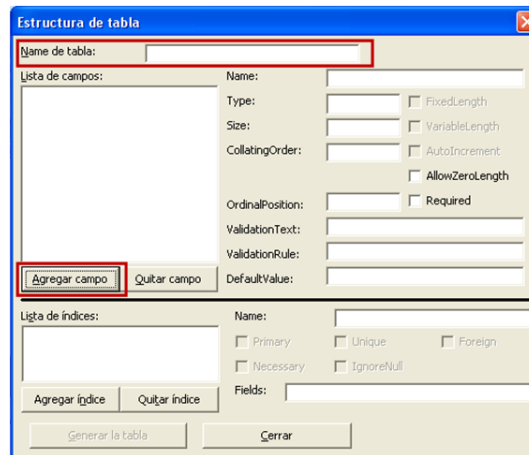 Estructura de tabla
Name de tabla:
Lista de campos:
Name:
Type:
FixedLength
Size:
VariableLength
CollatingOrder:
AutoIncrement
AllowZeroLength
OrdinalPosition:
Required
ValidationText:
ValidationRule:
Agregar campo
Quitar campo
DefaultValue:
Lista de índices:
Name:
Primary
Unique
Foreign
Necessary
IgnoreNull
Agregar índice
Quitar índice
Fields:
Generar la tabla
Cerrar